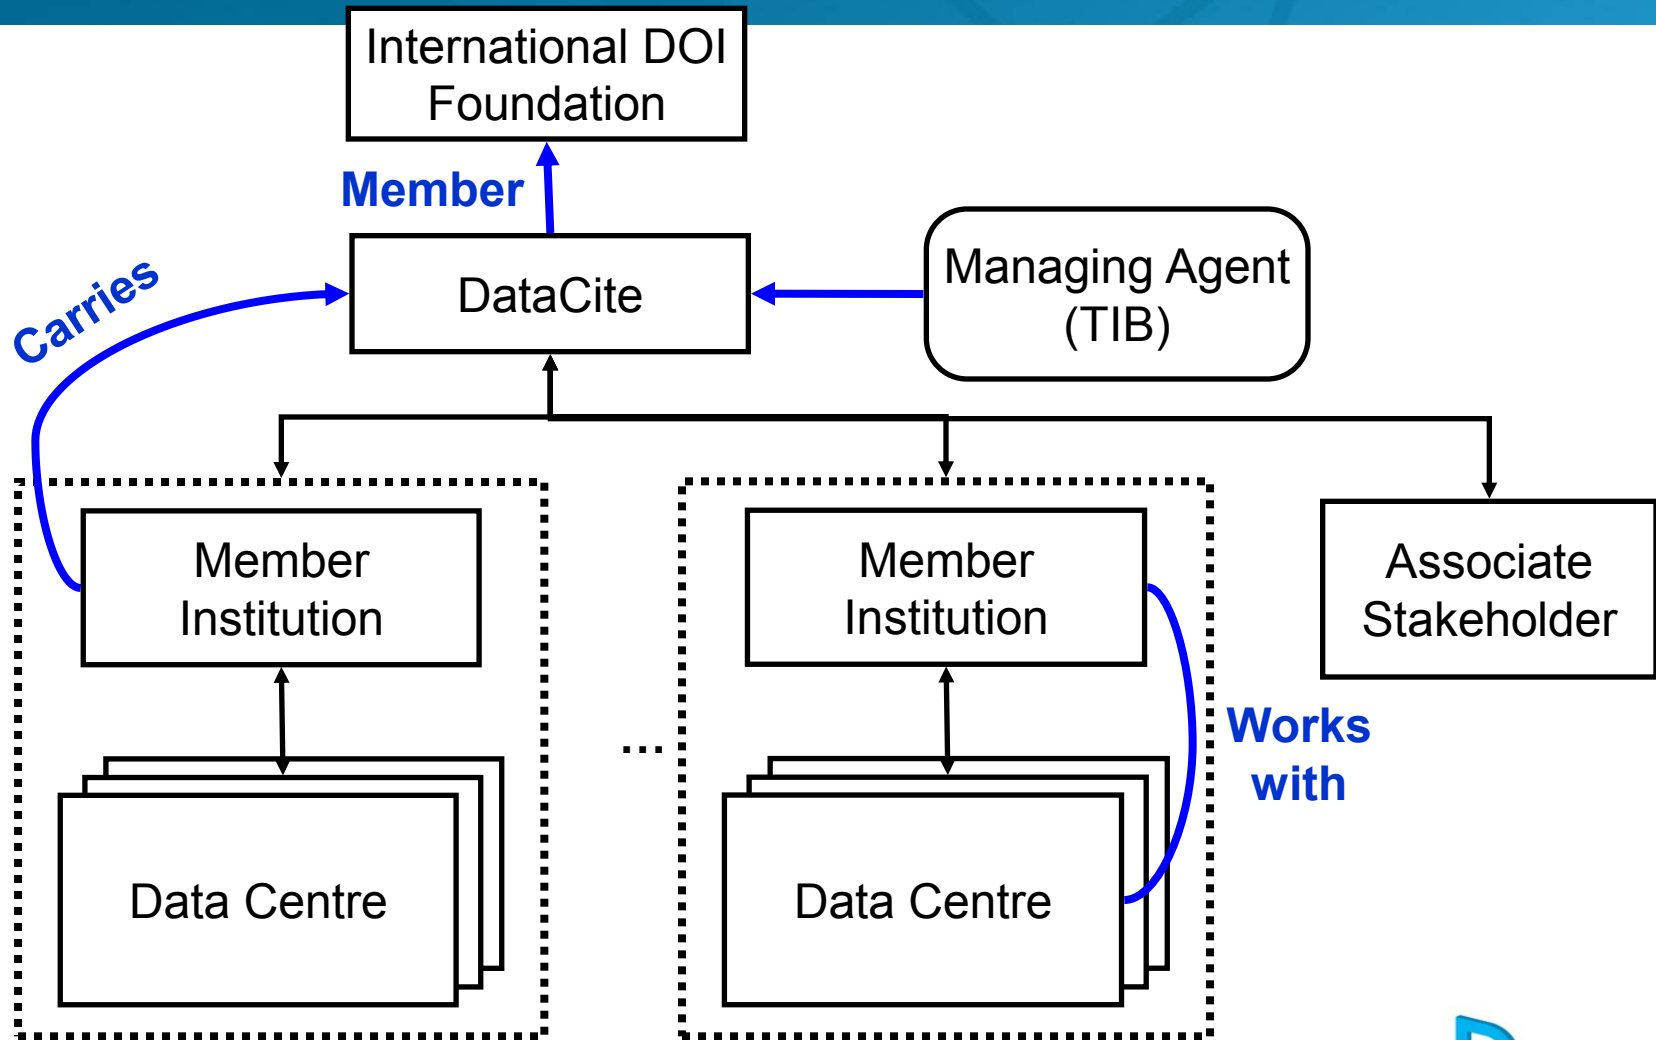 International DOI
Foundation
Member
Carries
DataCite
Managing Agent
(TIB)
Member
Institution
Member
Institution
Associate
Stakeholder
...
Works
with
Data Centre
Data Centre